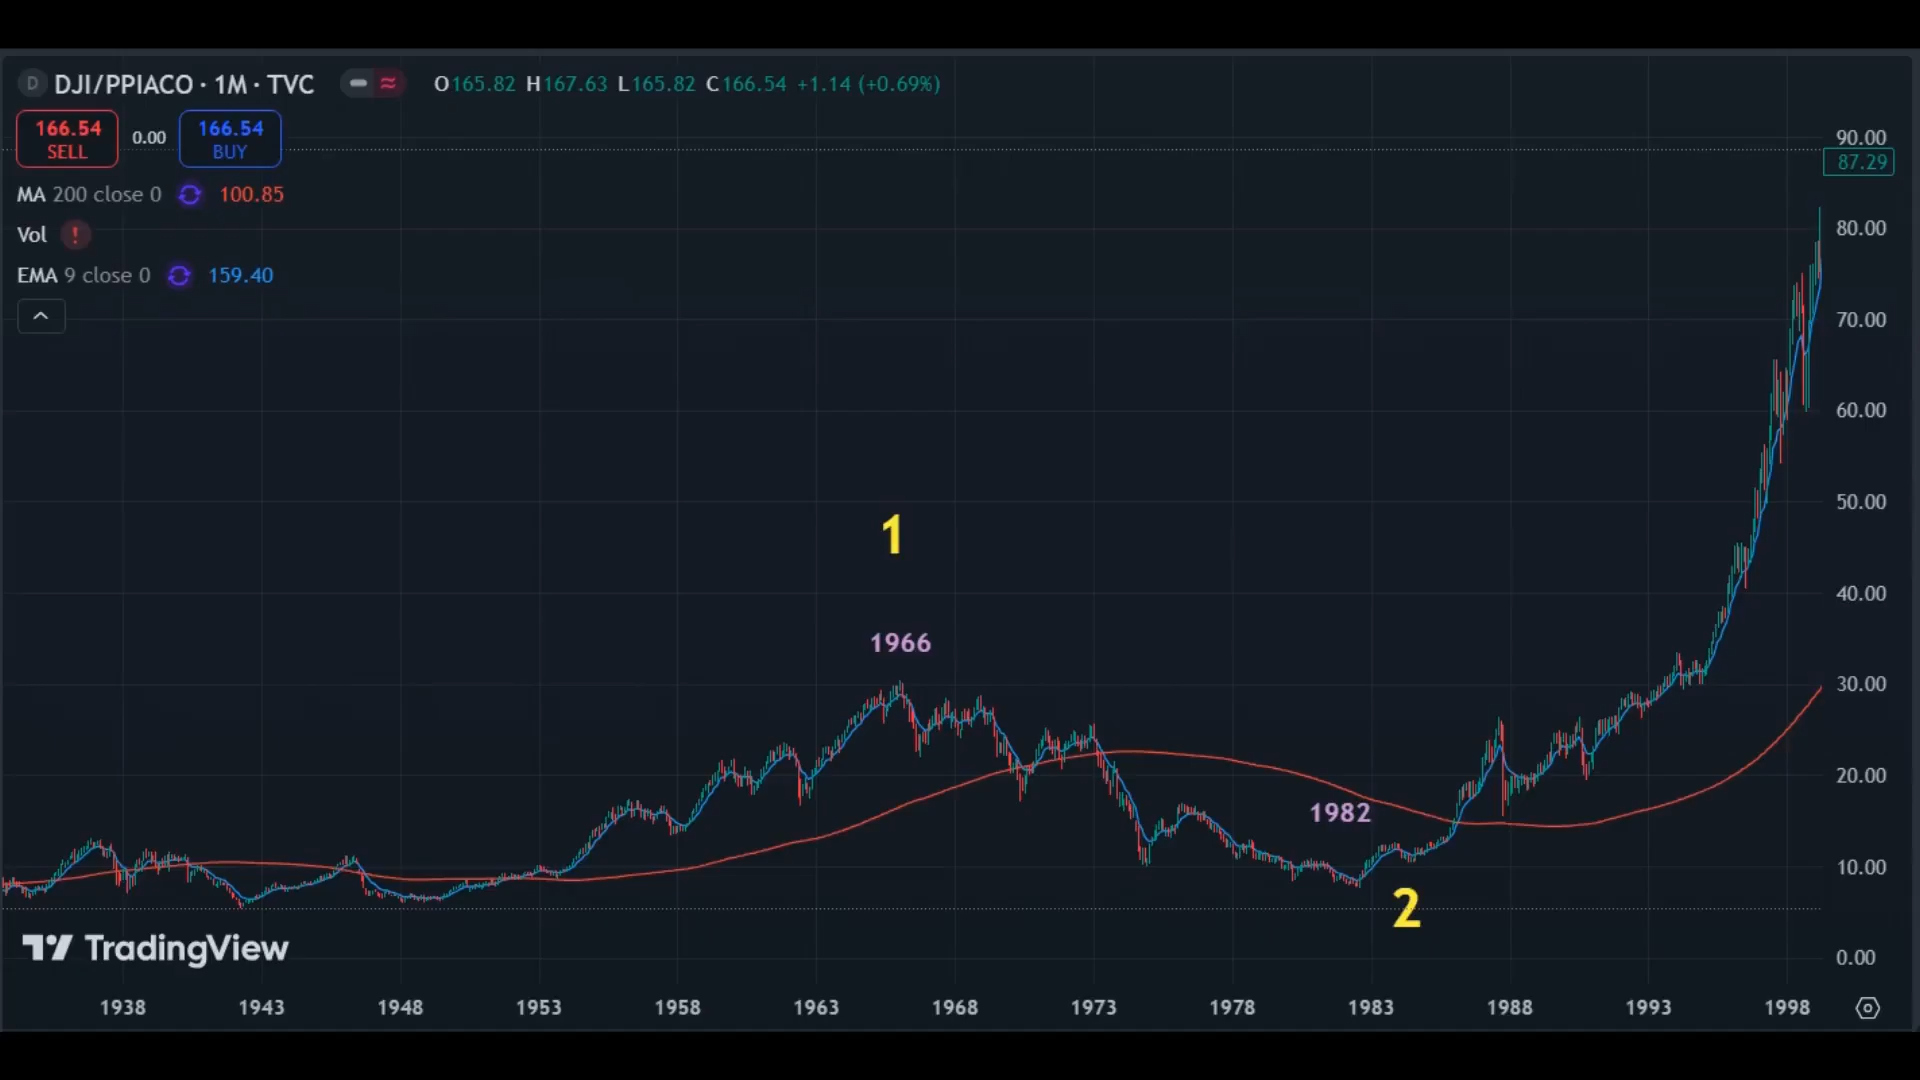 D DJI/PPIACO · 1M · TVC O165.82 H167.63 L165.82 C166.54 +1.14 (+0.69%)
166.54 SELL 0.00 166.54 BUY
MA 200 close 0 100.85
Vol !
EMA 9 close 0 159.40
90.00
87.29
80.00
70.00
60.00
50.00
40.00
30.00
20.00
10.00
0.00
1
1966
1982
2
TradingView
1938 1943 1948 1953 1958 1963 1968 1973 1978 1983 1988 1993 1998